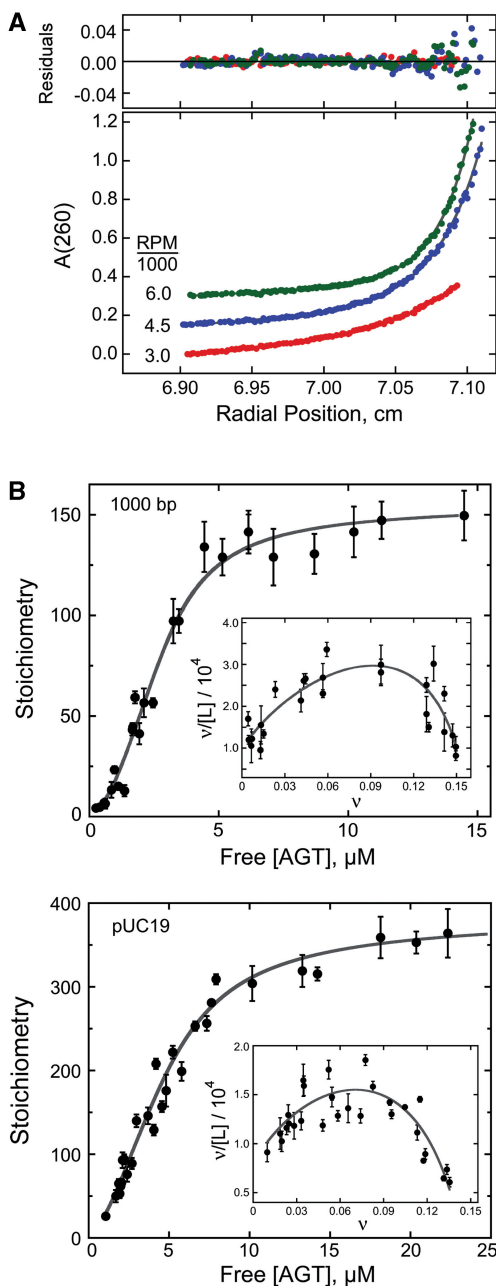 A
Residuals
0.04
0.00
-0.04
A(260)
1.2
1.0
0.8
0.6
0.4
0.2
0.0
RPM
1000
6.0
4.5
3.0
6.90 6.95 7.00 7.05 7.10
Radial Position, cm
B
1000 bp
Stoichiometry
150
100
50
0
0 5 10 15
Free [AGT], µM
ν/[L] / 10⁴
4.0
3.0
2.0
1.0
0 0.03 0.06 0.09 0.12 0.15
ν
pUC19
Stoichiometry
400
300
200
100
0
0 5 10 15 20 25
Free [AGT], µM
ν/[L] / 10⁴
2.0
1.5
1.0
0.5
0 0.03 0.06 0.09 0.12 0.15
ν